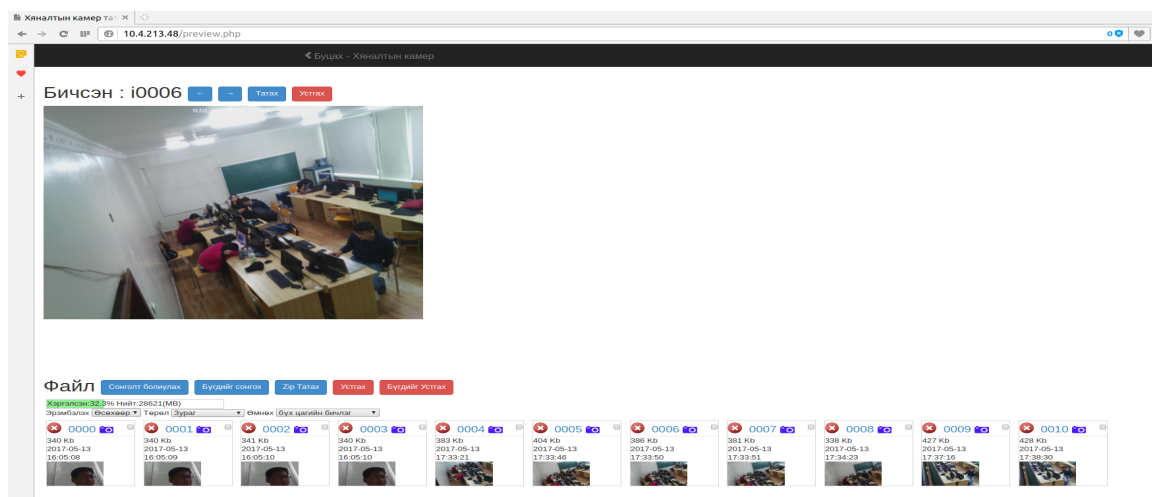 Хяналтын камер та
10.4.213.48/preview.php
0
Буцах - Хяналтын камер
Бичсэн : i0006 ← → Татах Устгах
Файл Сонголт болиулах Бүгдийг сонгох Zip Татах Устгах Бүгдийг Устгах
Хэрэглсэн:32.3% Нийт:28621(MB)
Эрэмбэлэх Өсөхөөр Төрөл Зураг Өмнөх бүх цагийн бичлэг
0000 0001 0002 0003 0004 0005 0006 0007 0008 0009 0010
340 Kb 340 Kb 341 Kb 340 Kb 383 Kb 404 Kb 386 Kb 381 Kb 338 Kb 427 Kb 428 Kb
2017-05-13 2017-05-13 2017-05-13 2017-05-13 2017-05-13 2017-05-13 2017-05-13 2017-05-13 2017-05-13 2017-05-13 2017-05-13
16:05:08 16:05:09 16:05:10 16:05:10 17:33:21 17:33:46 17:33:50 17:33:51 17:34:23 17:37:16 17:38:30